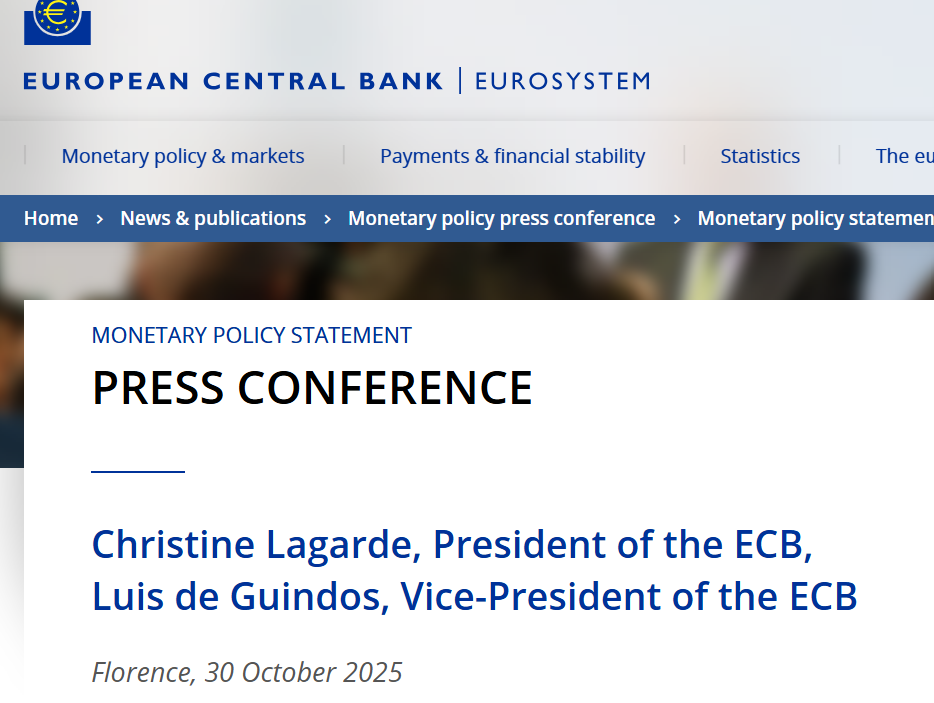 EUROPEAN CENTRAL BANK | EUROSYSTEM
Monetary policy & markets | Payments & financial stability | Statistics | The eu
Home > News & publications > Monetary policy press conference > Monetary policy statemen
MONETARY POLICY STATEMENT
PRESS CONFERENCE
Christine Lagarde, President of the ECB,
Luis de Guindos, Vice-President of the ECB
Florence, 30 October 2025